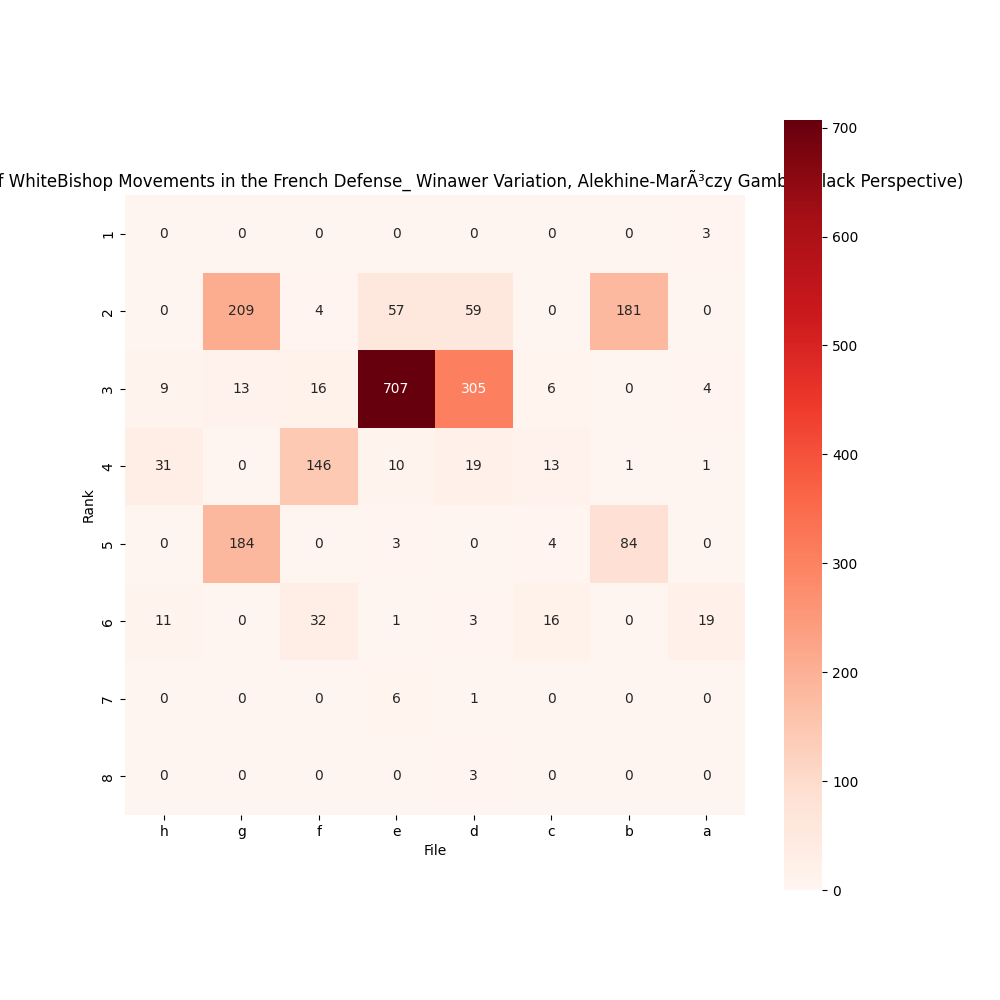 f WhiteBishop Movements in the French Defense_ Winawer Variation, Alekhine-MarÃ³czy Gamb lack Perspective)
700
600
500
400
300
200
100
0
Rank
1 0 0 0 0 0 0 0 3
2 0 209 4 57 59 0 181 0
3 9 13 16 707 305 6 0 4
4 31 0 146 10 19 13 1 1
5 0 184 0 3 0 4 84 0
6 11 0 32 1 3 16 0 19
7 0 0 0 6 1 0 0 0
8 0 0 0 0 3 0 0 0
h g f e d c b a
File